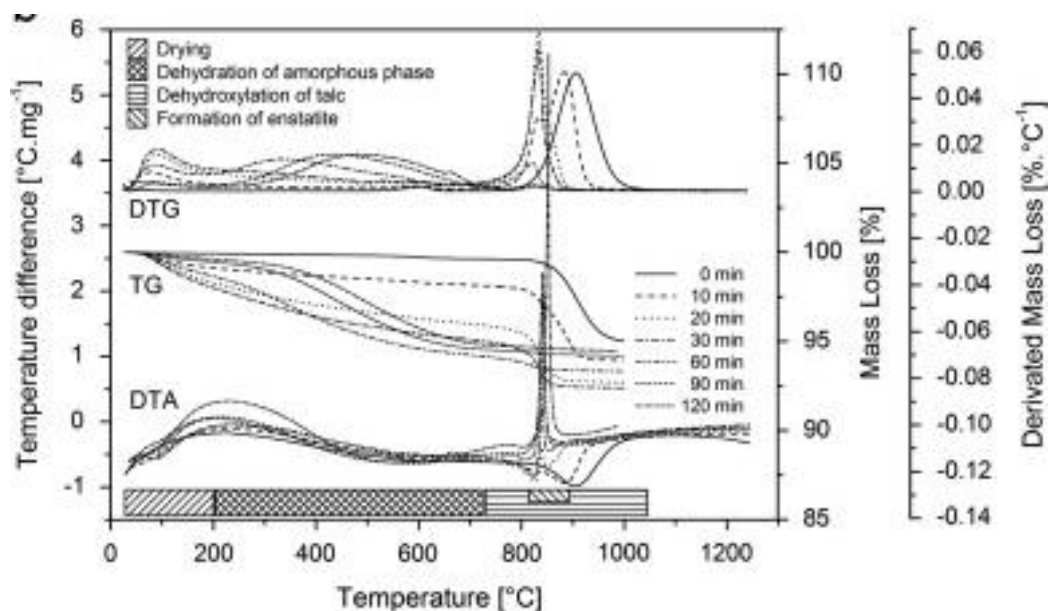 b
6
5
4
3
2
1
0
-1
Temperature difference [°C.mg⁻¹]
Drying
Dehydration of amorphous phase
Dehydroxylation of talc
Formation of enstatite
DTG
TG
DTA
0 min
10 min
20 min
30 min
60 min
90 min
120 min
0 200 400 600 800 1000 1200
Temperature [°C]
110
105
100
95
90
85
Mass Loss [%]
0.06
0.04
0.02
0.00
-0.02
-0.04
-0.06
-0.08
-0.10
-0.12
-0.14
Derivated Mass Loss [%.°C⁻¹]